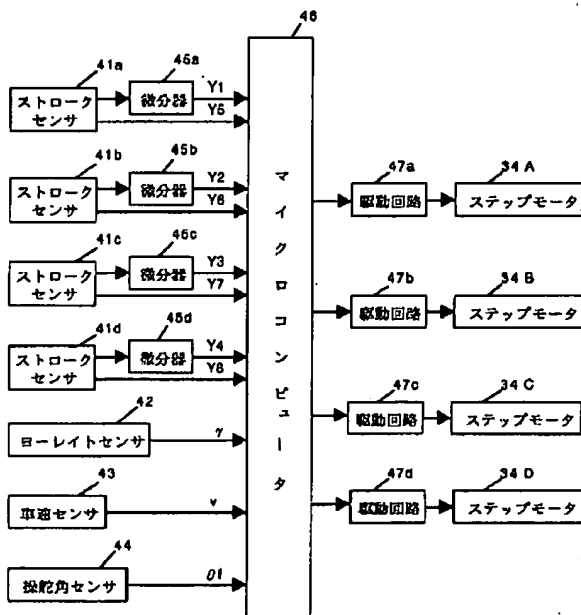 46
41a
45a
ストローク
センサ
微分器
Y1
Y5
41b
45b
ストローク
センサ
微分器
Y2
Y6
41c
45c
ストローク
センサ
微分器
Y3
Y7
41d
45d
ストローク
センサ
微分器
Y4
Y8
42
ヨーレイトセンサ
γ
43
車速センサ
v
44
操舵角センサ
θf
マイクロコンピュータ
47a
駆動回路
34A
ステップモータ
47b
駆動回路
34B
ステップモータ
47c
駆動回路
34C
ステップモータ
47d
駆動回路
34D
ステップモータ